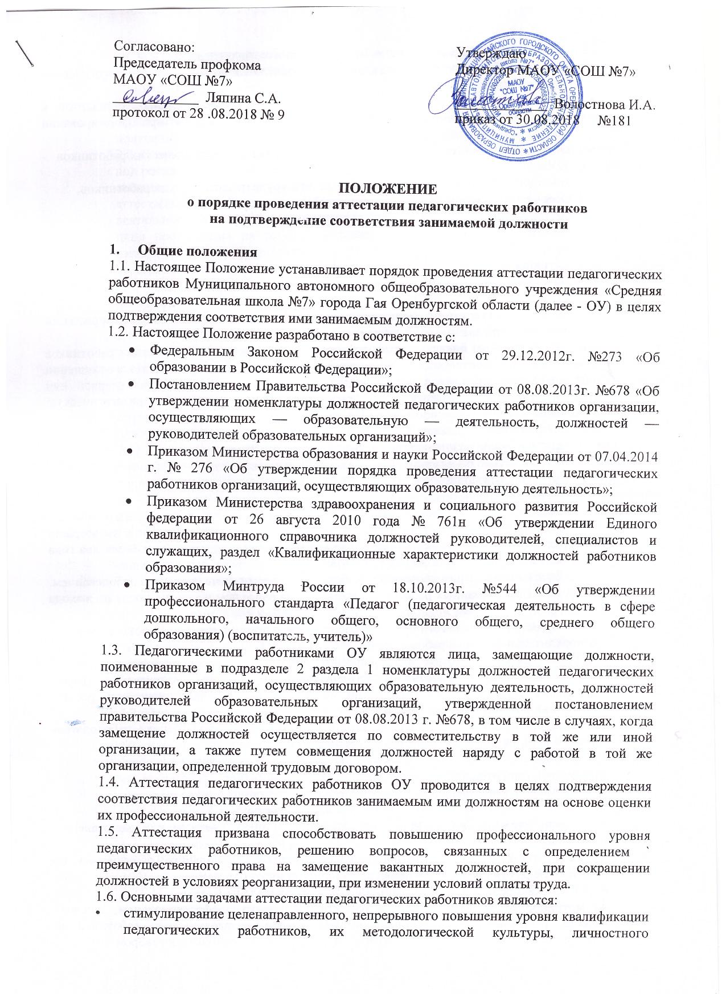 Согласовано:
Председатель профкома
МАОУ «СОШ №7»
Ляпина С.А.
протокол от 28 .08.2018 № 9
Утверждаю
Директор МАОУ «СОШ №7»
Волостнова И.А.
приказ от 30.08.2018 №181
МАОУ
"СОШ №7"
г. Гая
Оренбургской
области
ПОЛОЖЕНИЕ
о порядке проведения аттестации педагогических работников
на подтверждение соответствия занимаемой должности
1. Общие положения
1.1. Настоящее Положение устанавливает порядок проведения аттестации педагогических
работников Муниципального автономного общеобразовательного учреждения «Средняя
общеобразовательная школа №7» города Гая Оренбургской области (далее - ОУ) в целях
подтверждения соответствия ими занимаемым должностям.
1.2. Настоящее Положение разработано в соответствие с:
• Федеральным Законом Российской Федерации от 29.12.2012г. №273 «Об
образовании в Российской Федерации»;
• Постановлением Правительства Российской Федерации от 08.08.2013г. №678 «Об
утверждении номенклатуры должностей педагогических работников организации,
осуществляющих — образовательную — деятельность, должностей —
руководителей образовательных организаций»;
• Приказом Министерства образования и науки Российской Федерации от 07.04.2014
г. № 276 «Об утверждении порядка проведения аттестации педагогических
работников организаций, осуществляющих образовательную деятельность»;
• Приказом Министерства здравоохранения и социального развития Российской
федерации от 26 августа 2010 года № 761н «Об утверждении Единого
квалификационного справочника должностей руководителей, специалистов и
служащих, раздел «Квалификационные характеристики должностей работников
образования»;
• Приказом Минтруда России от 18.10.2013г. №544 «Об утверждении
профессионального стандарта «Педагог (педагогическая деятельность в сфере
дошкольного, начального общего, основного общего, среднего общего
образования) (воспитатель, учитель)»
1.3. Педагогическими работниками ОУ являются лица, замещающие должности,
поименованные в подразделе 2 раздела 1 номенклатуры должностей педагогических
работников организаций, осуществляющих образовательную деятельность, должностей
руководителей образовательных организаций, утвержденной постановлением
правительства Российской Федерации от 08.08.2013 г. №678, в том числе в случаях, когда
замещение должностей осуществляется по совместительству в той же или иной
организации, а также путем совмещения должностей наряду с работой в той же
организации, определенной трудовым договором.
1.4. Аттестация педагогических работников ОУ проводится в целях подтверждения
соответствия педагогических работников занимаемым ими должностям на основе оценки
их профессиональной деятельности.
1.5. Аттестация призвана способствовать повышению профессионального уровня
педагогических работников, решению вопросов, связанных с определением
преимущественного права на замещение вакантных должностей, при сокращении
должностей в условиях реорганизации, при изменении условий оплаты труда.
1.6. Основными задачами аттестации педагогических работников являются:
• стимулирование целенаправленного, непрерывного повышения уровня квалификации
педагогических работников, их методологической культуры, личностного